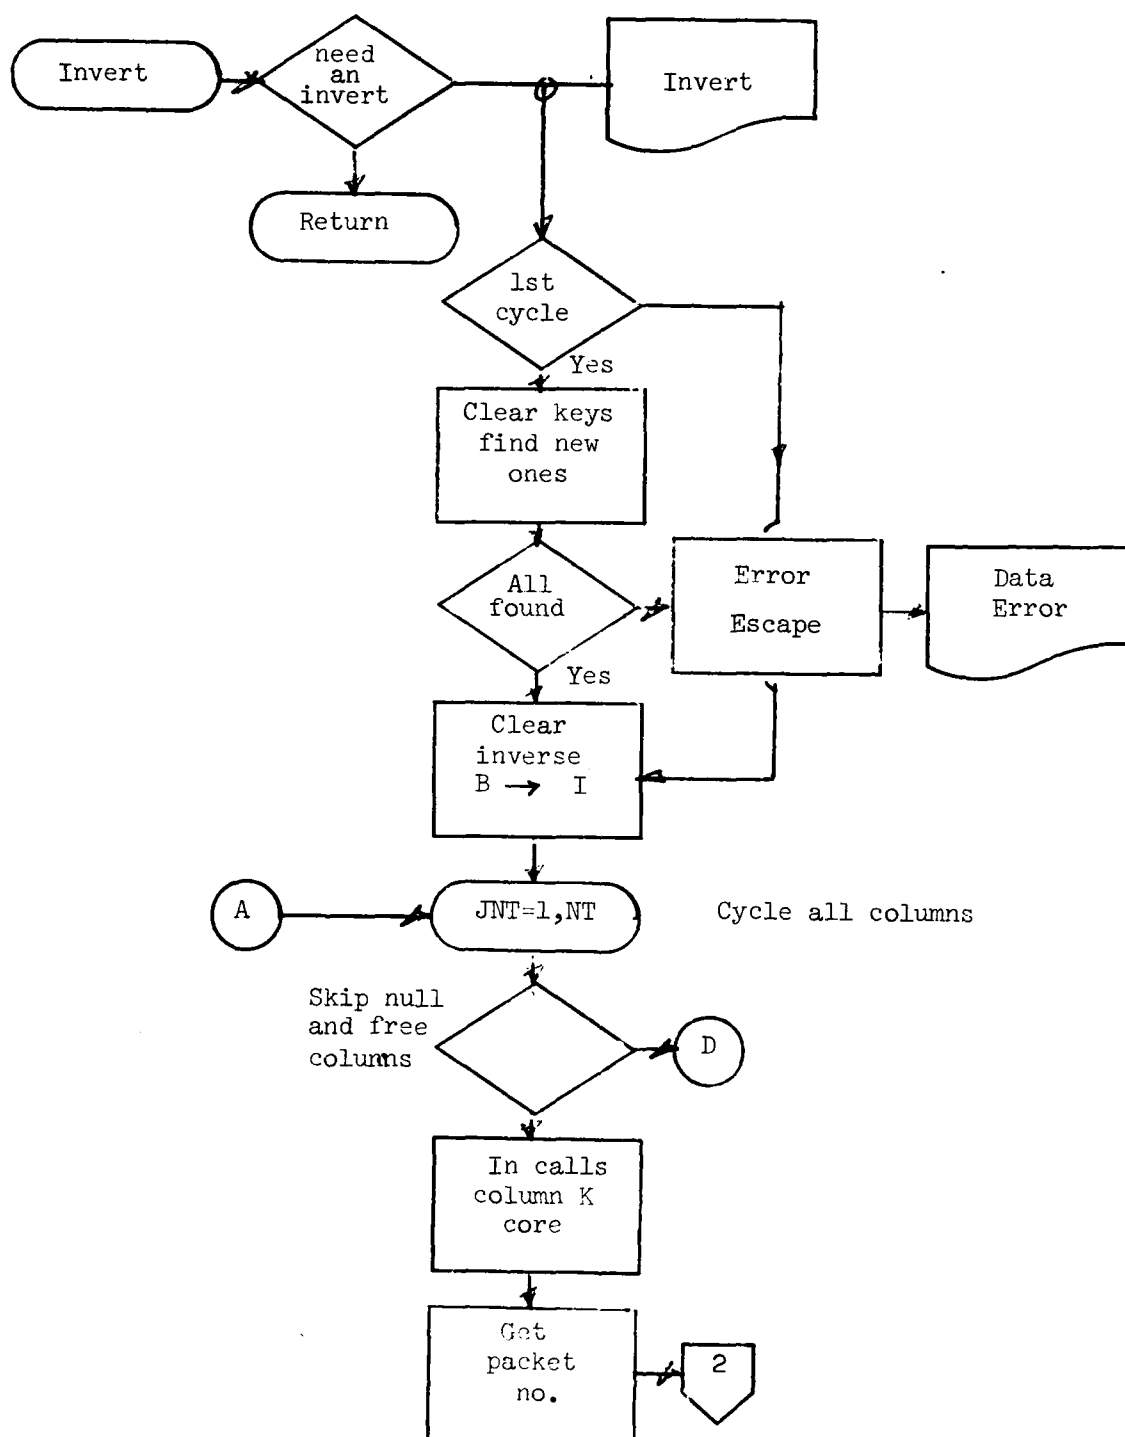 Invert
need
an
invert
Invert
Return
1st
cycle
Yes
Clear keys
find new
ones
All
found
Error
Escape
Data
Error
Yes
Clear
inverse
B → I
A
JNT=1,NT
Cycle all columns
Skip null
and free
columns
D
In calls
column K
core
Get
packet
no.
2